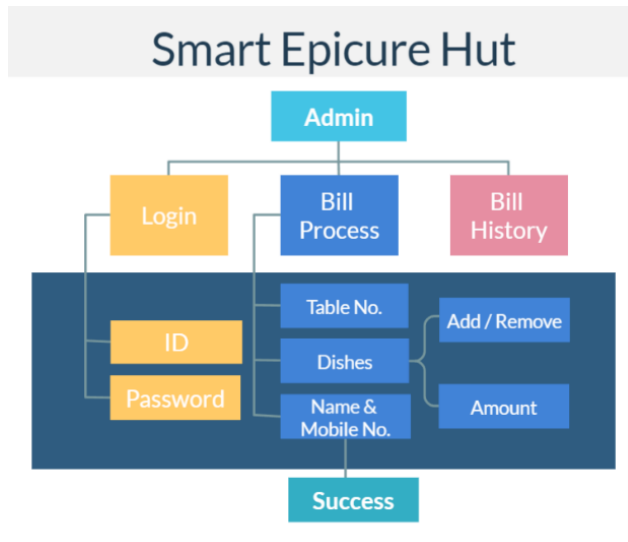 Smart Epicure Hut
Admin
Login
Bill
Process
Bill
History
ID
Password
Table No.
Dishes
Name &
Mobile No.
Add / Remove
Amount
Success